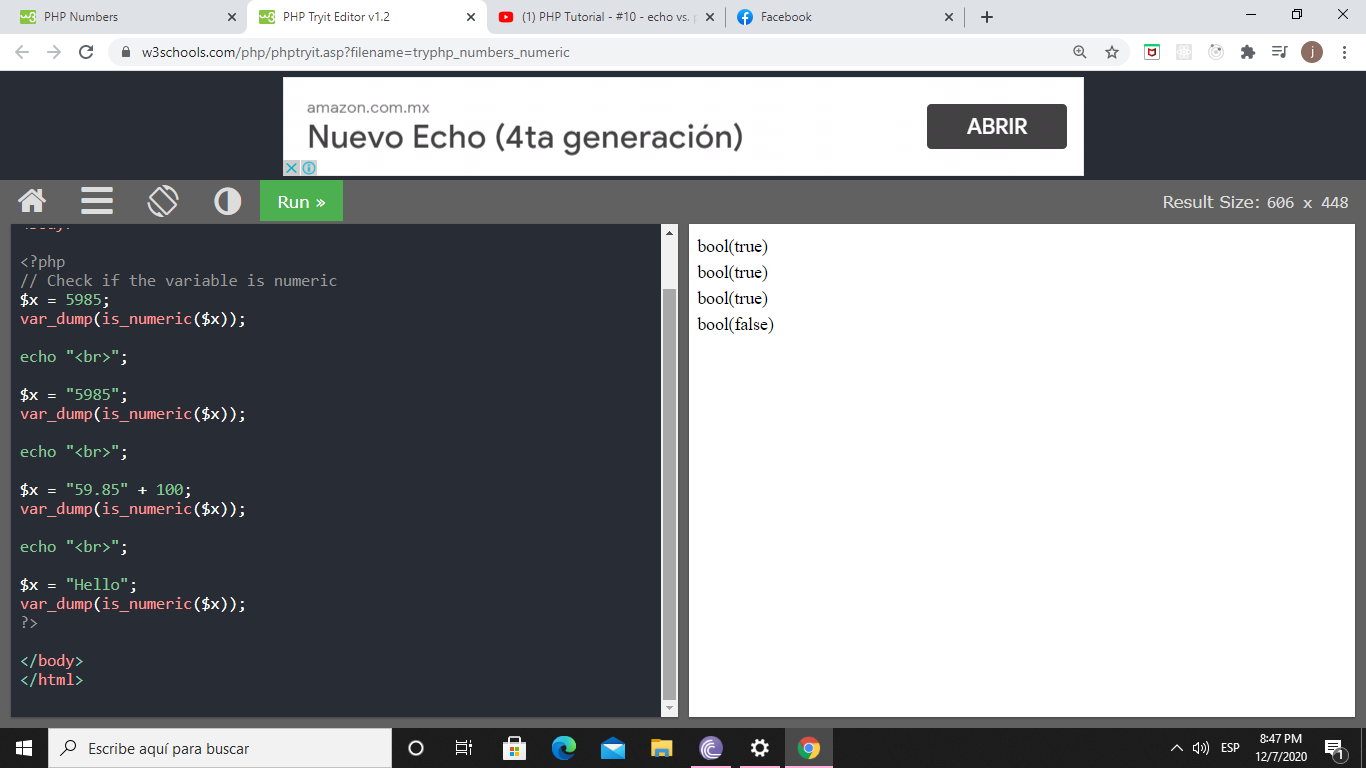 PHP Numbers
PHP Tryit Editor v1.2
(1) PHP Tutorial - #10 - echo vs.
Facebook
w3schools.com/php/phptryit.asp?filename=tryphp_numbers_numeric
j
amazon.com.mx
Nuevo Echo (4ta generación)
ABRIR
Run »
Result Size: 606 x 448
<?php
// Check if the variable is numeric
$x = 5985;
var_dump(is_numeric($x));
echo "<br>";
$x = "5985";
var_dump(is_numeric($x));
echo "<br>";
$x = "59.85" + 100;
var_dump(is_numeric($x));
echo "<br>";
$x = "Hello";
var_dump(is_numeric($x));
?>
</body>
</html>
bool(true)
bool(true)
bool(true)
bool(false)
Escribe aquí para buscar
ESP
8:47 PM
12/7/2020
1